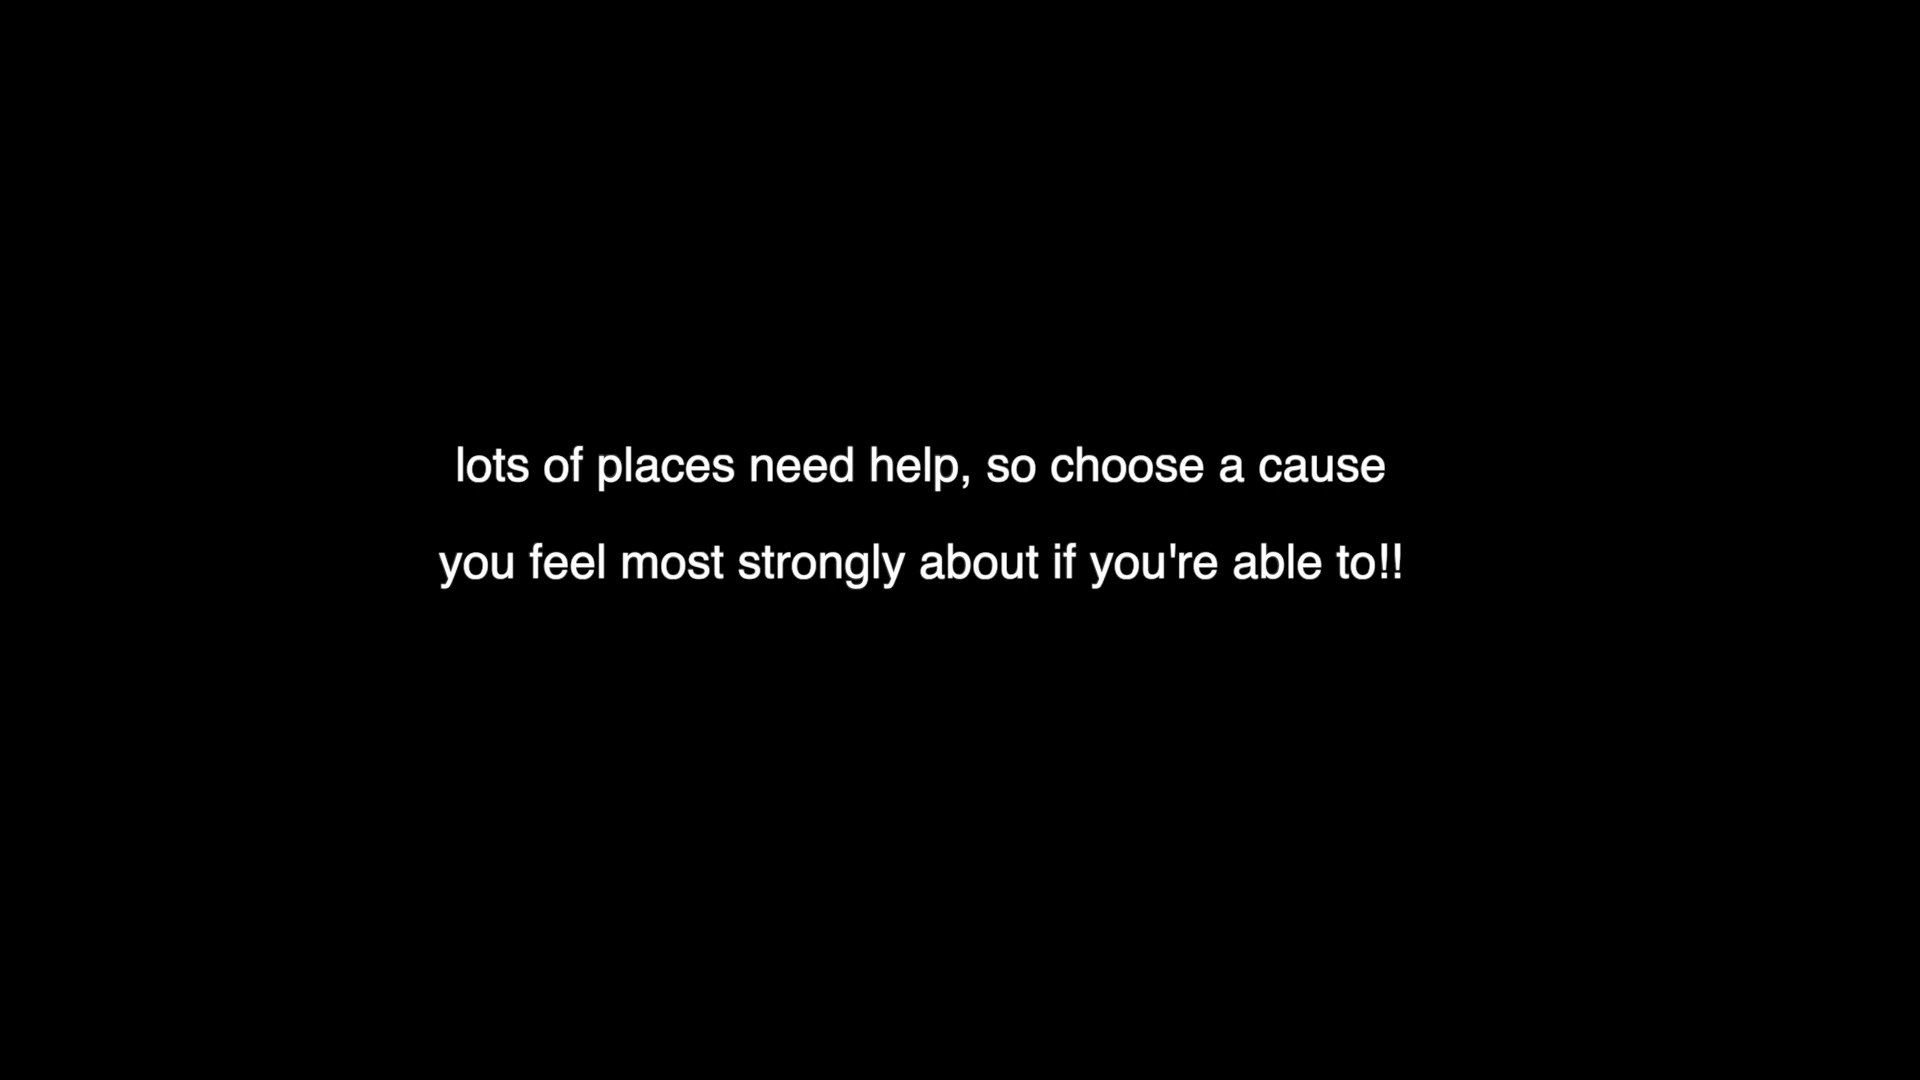 lots of places need help, so choose a cause
you feel most strongly about if you're able to!!